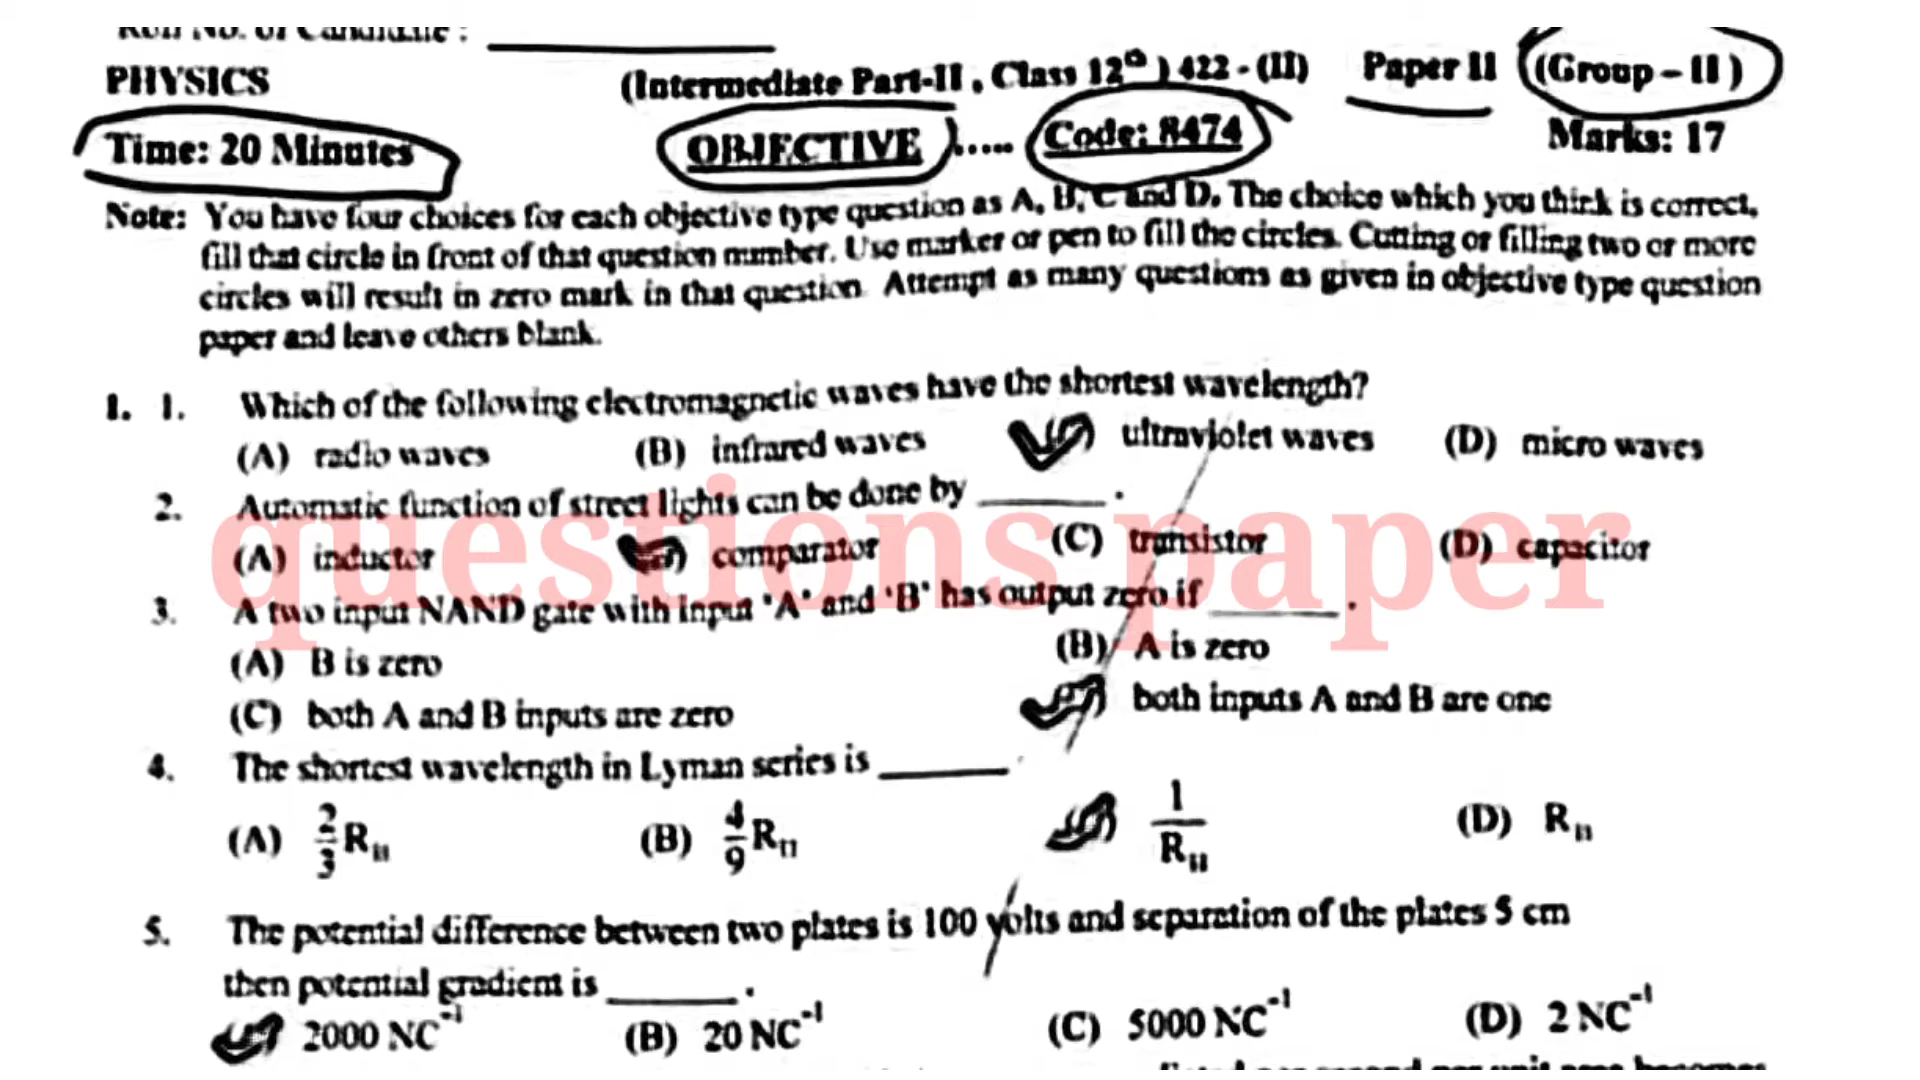 Roll No. of Candidate : ____________
PHYSICS (Intermediate Part-II , Class 12th ) 422 - (II) Paper II (Group – II )
Time: 20 Minutes OBJECTIVE ..... Code: 8474 Marks: 17
Note: You have four choices for each objective type question as A, B, C and D. The choice which you think is correct,
fill that circle in front of that question number. Use marker or pen to fill the circles. Cutting or filling two or more
circles will result in zero mark in that question. Attempt as many questions as given in objective type question
paper and leave others blank.
1. 1. Which of the following electromagnetic waves have the shortest wavelength?
(A) radio waves (B) infrared waves ultraviolet waves (D) micro waves
2. Automatic function of street lights can be done by ________ .
(A) inductor comparator (C) transistor (D) capacitor
questions paper
3. A two input NAND gate with input 'A' and 'B' has output zero if ________ .
(A) B is zero (B) A is zero
(C) both A and B inputs are zero both inputs A and B are one
4. The shortest wavelength in Lyman series is ________ .
(A) 2/3 R_H (B) 4/9 R_H 1/R_H (D) R_H
5. The potential difference between two plates is 100 volts and separation of the plates 5 cm
then potential gradient is ________ .
2000 NC⁻¹ (B) 20 NC⁻¹ (C) 5000 NC⁻¹ (D) 2 NC⁻¹